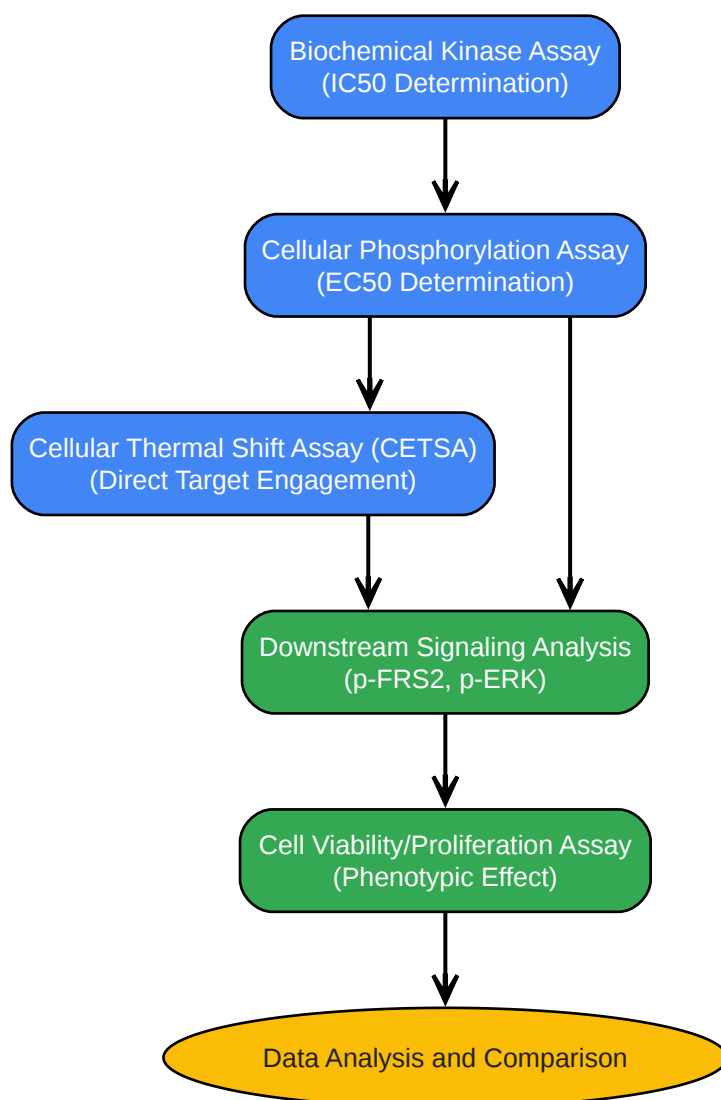 Biochemical Kinase Assay
(IC50 Determination)
Cellular Phosphorylation Assay
(EC50 Determination)
Cellular Thermal Shift Assay (CETSA)
(Direct Target Engagement)
Downstream Signaling Analysis
(p-FRS2, p-ERK)
Cell Viability/Proliferation Assay
(Phenotypic Effect)
Data Analysis and Comparison